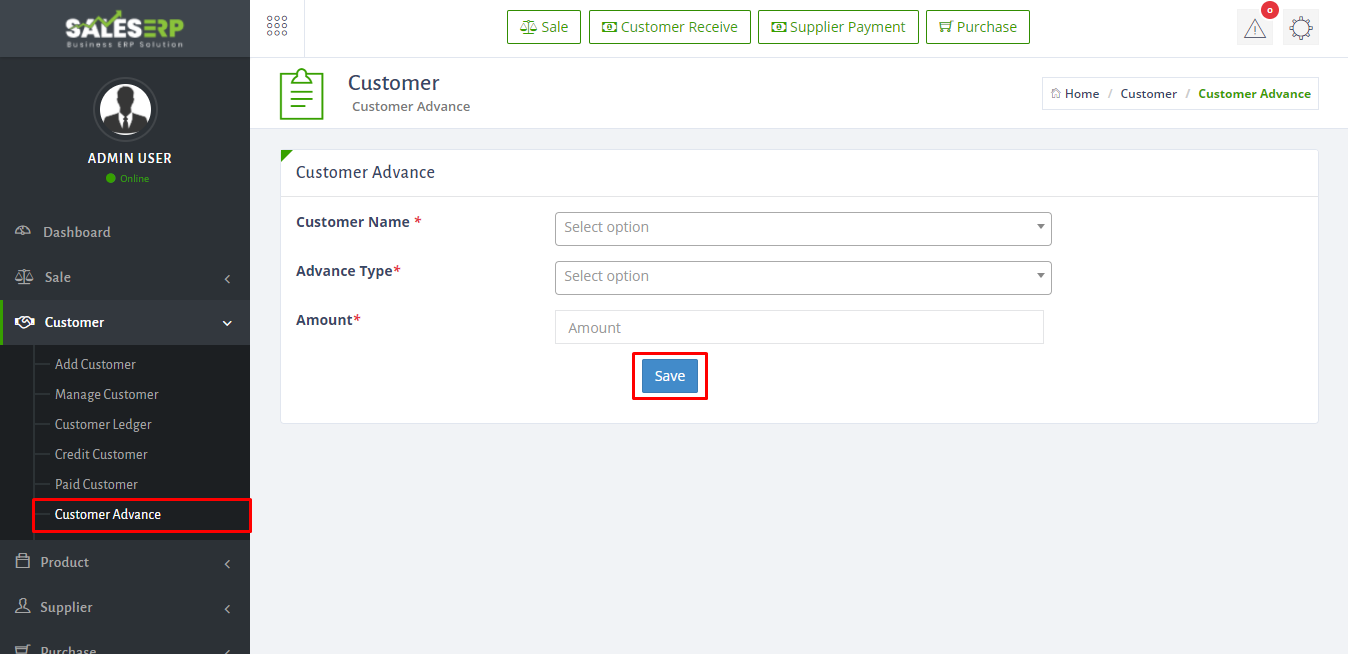 SALESERP
Business ERP Solution
ADMIN USER
Online
Dashboard
Sale
Customer
Add Customer
Manage Customer
Customer Ledger
Credit Customer
Paid Customer
Customer Advance
Product
Supplier
Purchase
Sale
Customer Receive
Supplier Payment
Purchase
0
Customer
Customer Advance
Home / Customer / Customer Advance
Customer Advance
Customer Name *
Select option
Advance Type*
Select option
Amount*
Amount
Save